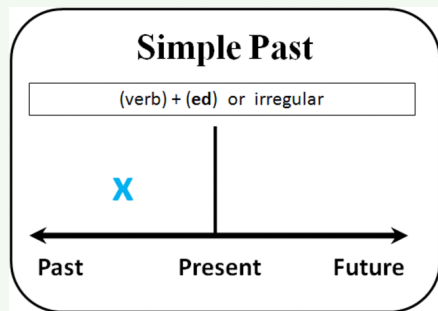 Simple Past
(verb) + (ed) or irregular
X
Past Present Future